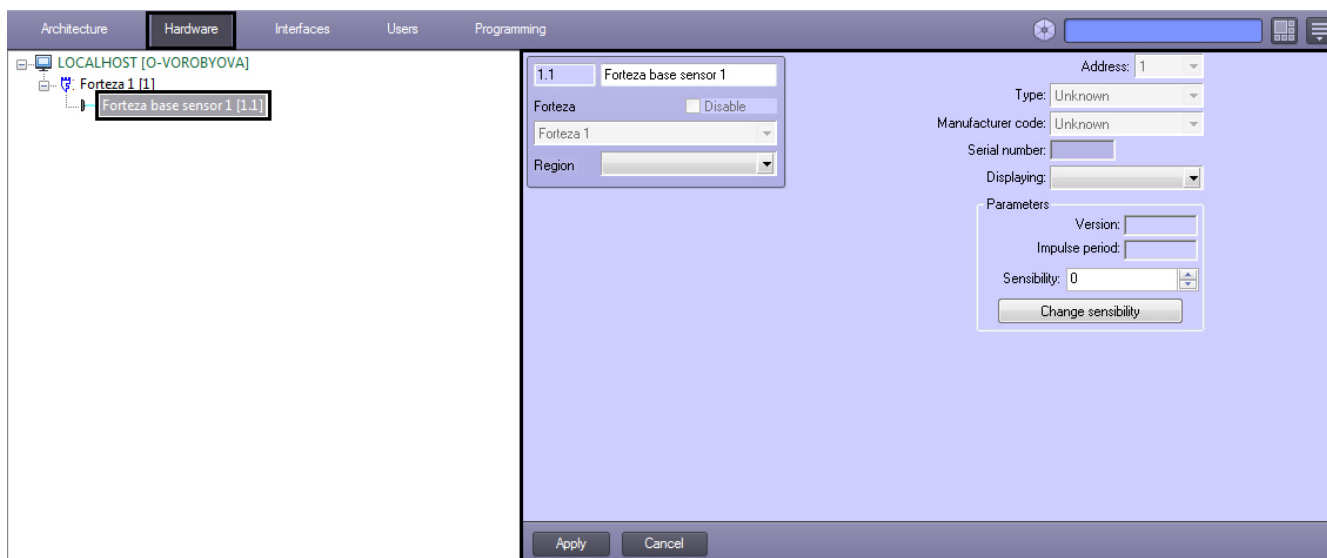 Architecture Hardware Interfaces Users Programming
LOCALHOST [O-VOROBYOVA]
Forteza 1 [1]
Forteza base sensor 1 [1.1]
1.1 Forteza base sensor 1
Forteza Disable
Forteza 1
Region
Address: 1
Type: Unknown
Manufacturer code: Unknown
Serial number:
Displaying:
Parameters
Version:
Impulse period:
Sensibility: 0
Change sensibility
Apply Cancel